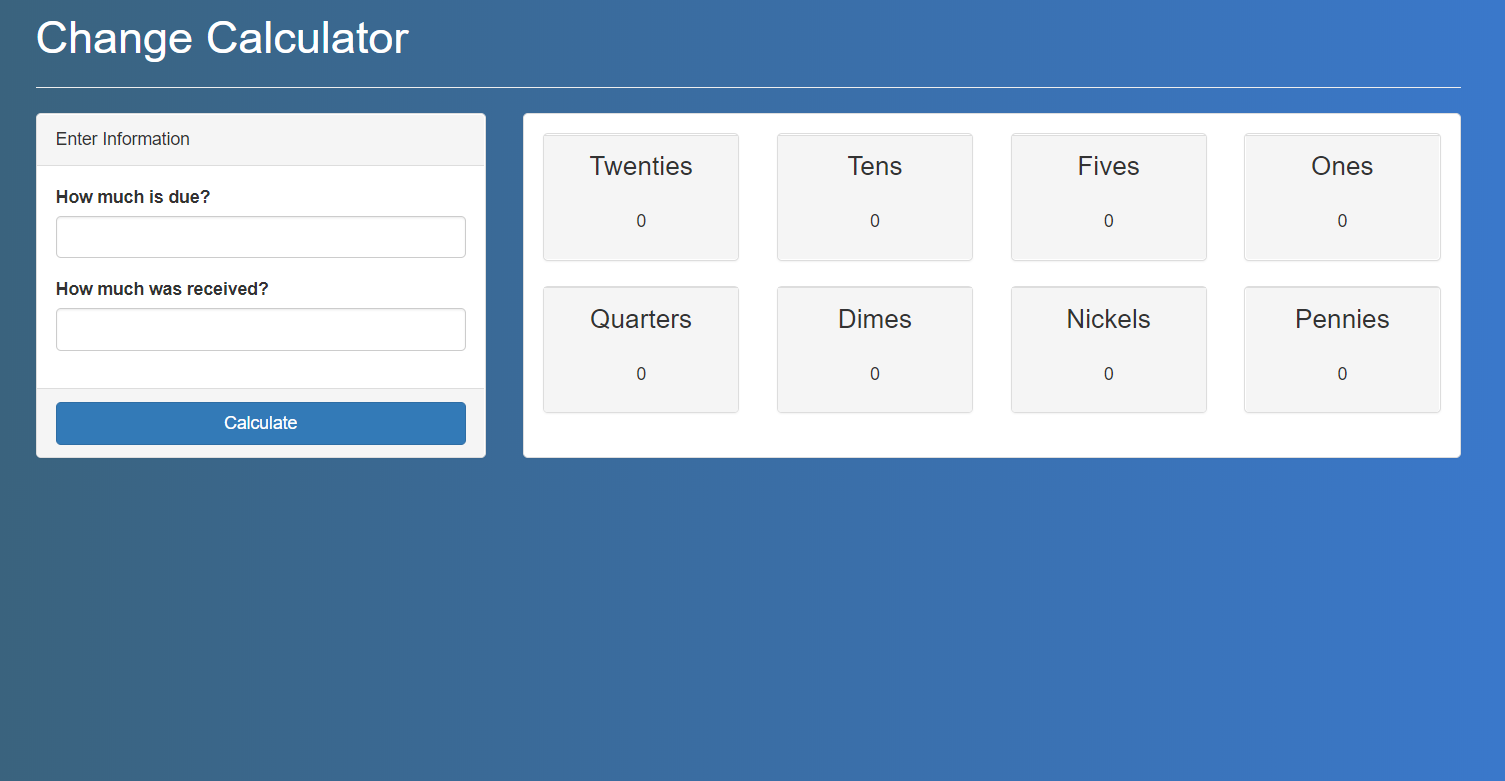 Change Calculator
Enter Information
How much is due?
How much was received?
Calculate
Twenties
0
Tens
0
Fives
0
Ones
0
Quarters
0
Dimes
0
Nickels
0
Pennies
0